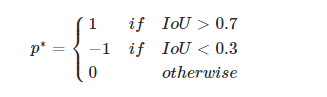 1 if IoU > 0.7
p* = { -1 if IoU < 0.3
0 otherwise